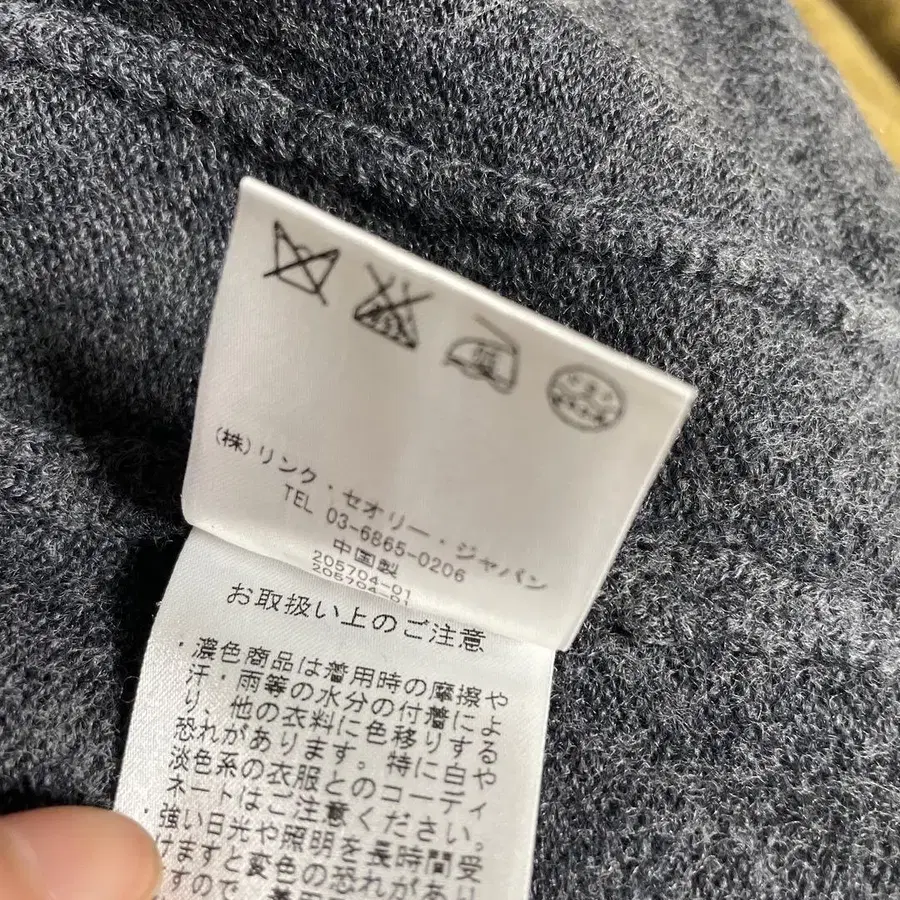 (株)リンク・セオリー・ジャパン
TEL 03-6865-0206
中国製
205704-01
205704-01
お取扱い上のご注意
・濃色商品は着用時の摩擦や
汗・雨等の水分の付着によ
り、他の衣料に色移りする
恐れがあります。特に白や
淡色系の衣服とのコーディ
ネートはご注意ください。
・強い日光や照明を長時間受
けますと変色の恐れがあり
ますので、